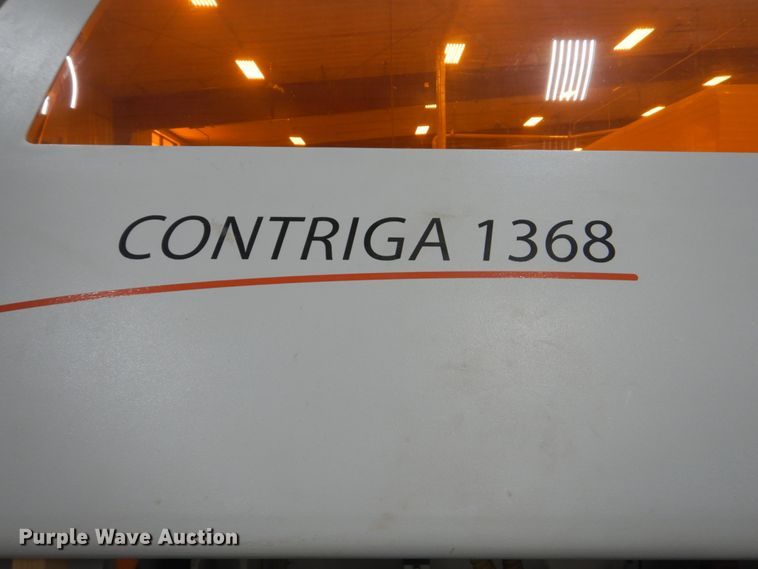 CONTRIGA 1368
Purple Wave Auction